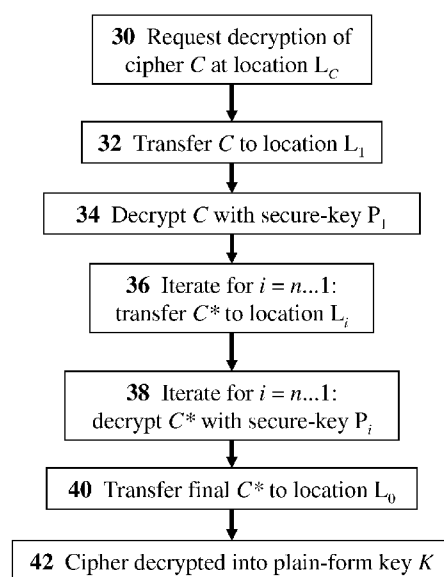 30 Request decryption of
cipher C at location L_C
32 Transfer C to location L_1
34 Decrypt C with secure-key P_1
36 Iterate for i = n...1:
transfer C* to location L_i
38 Iterate for i = n...1:
decrypt C* with secure-key P_i
40 Transfer final C* to location L_0
42 Cipher decrypted into plain-form key K